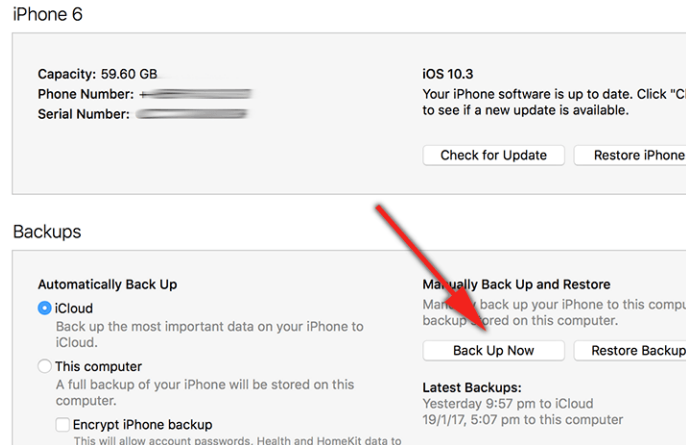 iPhone 6
Capacity: 59.60 GB
Phone Number: +
Serial Number:
iOS 10.3
Your iPhone software is up to date. Click "C
to see if a new update is available.
Check for Update
Restore iPhone
Backups
Automatically Back Up
iCloud
Back up the most important data on your iPhone to
iCloud.
This computer
A full backup of your iPhone will be stored on this
computer.
Encrypt iPhone backup
This will allow account passwords, Health and HomeKit data to
Manually Back Up and Restore
Manually back up your iPhone to this compu
backup stored on this computer.
Back Up Now
Restore Backup
Latest Backups:
Yesterday 9:57 pm to iCloud
19/1/17, 5:07 pm to this computer